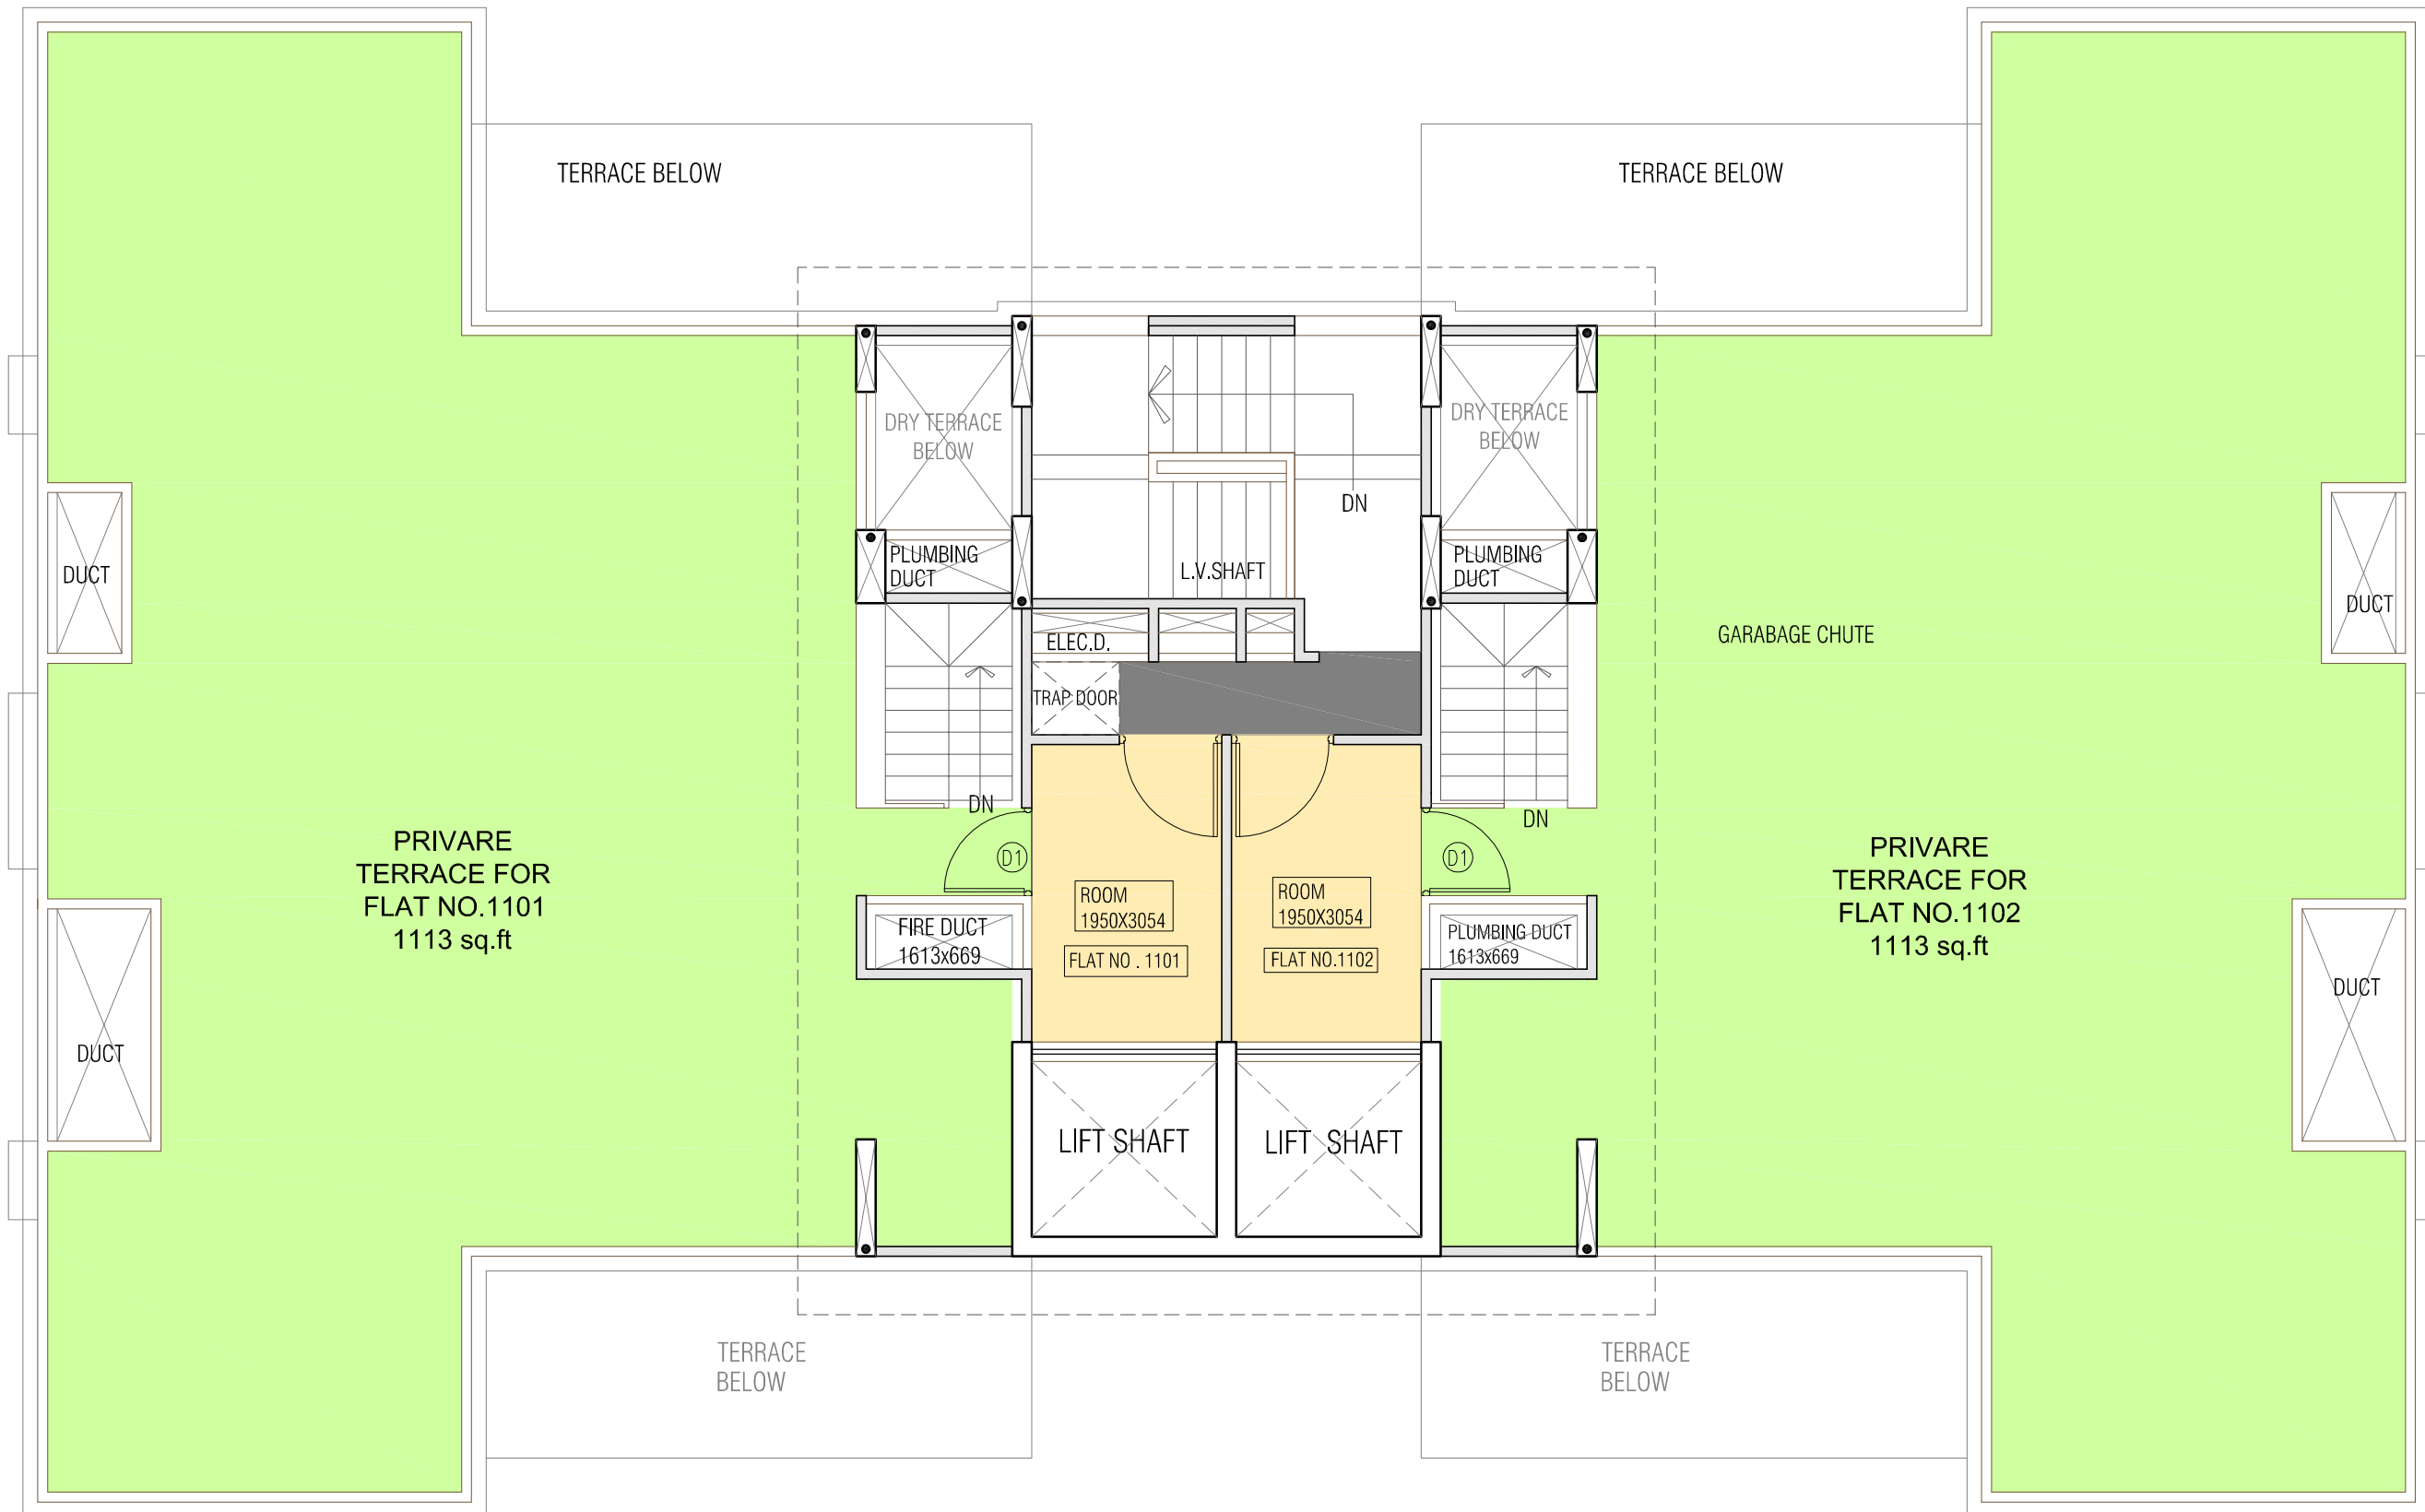 TERRACE BELOW
TERRACE BELOW
DRY TERRACE
BELOW
DRY TERRACE
BELOW
DN
PLUMBING
DUCT
L.V.SHAFT
PLUMBING
DUCT
DUCT
DUCT
ELEC.D.
GARABAGE CHUTE
TRAP DOOR
DN
DN
PRIVARE
TERRACE FOR
FLAT NO.1101
1113 sq.ft
D1
D1
PRIVARE
TERRACE FOR
FLAT NO.1102
1113 sq.ft
ROOM
1950X3054
ROOM
1950X3054
FIRE DUCT
1613x669
FLAT NO . 1101
FLAT NO.1102
PLUMBING DUCT
1613x669
DUCT
DUCT
LIFT SHAFT
LIFT SHAFT
TERRACE
BELOW
TERRACE
BELOW